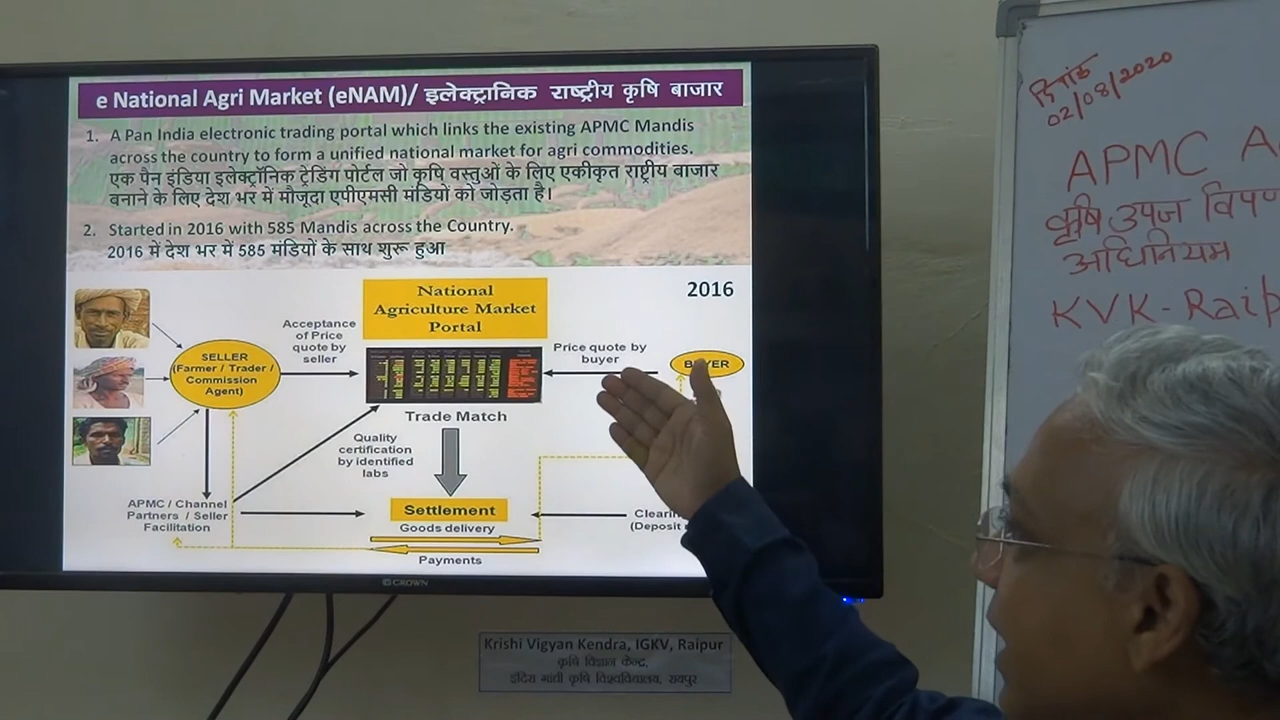 e National Agri Market (eNAM)/ इलेक्ट्रानिक राष्ट्रीय कृषि बाजार
1. A Pan India electronic trading portal which links the existing APMC Mandis
across the country to form a unified national market for agri commodities.
एक पैन इंडिया इलेक्ट्रॉनिक ट्रेडिंग पोर्टल जो कृषि वस्तुओं के लिए एकीकृत राष्ट्रीय बाजार
बनाने के लिए देश भर में मौजूदा एपीएमसी मंडियों को जोड़ता है।
2. Started in 2016 with 585 Mandis across the Country.
2016 में देश भर में 585 मंडियों के साथ शुरू हुआ
2016
National
Agriculture Market
Portal
SELLER
(Farmer / Trader /
Commission
Agent)
Acceptance
of Price
quote by
seller
Price quote by
buyer
Trade Match
Quality
certification
by identified
labs
APMC / Channel
Partners / Seller
Facilitation
Settlement
Goods delivery
Payments
(Deposit
CROWN
Krishi Vigyan Kendra, IGKV, Raipur
कृषि विज्ञान केन्द्र,
इंदिरा गांधी कृषि विश्वविद्यालय, रायपुर
दिनांक
02/08/2020
APMC A
कृषि उपज विपण
अधिनियम
KVK-Raip